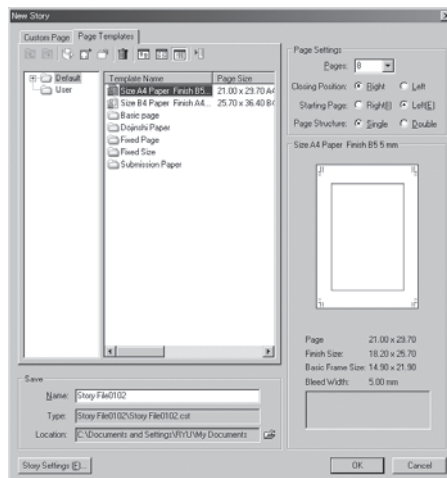 New Story
Custom Page Page Templates
Default
User
Template Name Page Size
Size A4 Paper Finish B5... 21.00 x 29.70 A4
Size B4 Paper Finish A4... 25.70 x 36.40 B4
Basic page
Dojinshi Paper
Fixed Page
Fixed Size
Submission Paper
Page Settings
Pages: 8
Closing Position: Right Left
Starting Page: Right(I) Left(E)
Page Structure: Single Double
Size A4 Paper Finish B5 5 mm
Page 21.00 x 29.70
Finish Size: 18.20 x 25.70
Basic Frame Size: 14.90 x 21.90
Bleed Width: 5.00 mm
Save
Name: Story File0102
Type: Story File0102\Story File0102.cst
Location: C:\Documents and Settings\RYU\My Documents
Story Settings (F)...
OK Cancel